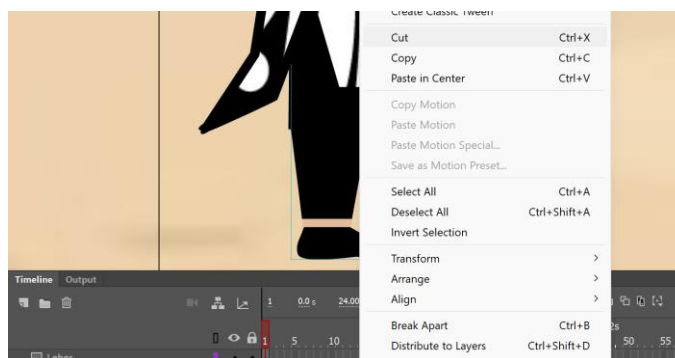 Create Classic Tween
Cut Ctrl+X
Copy Ctrl+C
Paste in Center Ctrl+V
Copy Motion
Paste Motion
Paste Motion Special...
Save as Motion Preset...
Select All Ctrl+A
Deselect All Ctrl+Shift+A
Invert Selection
Transform
Arrange
Align
Break Apart Ctrl+B
Distribute to Layers Ctrl+Shift+D
Timeline Output
1 0.0 s 24.00
2s
1 5 10 50 55